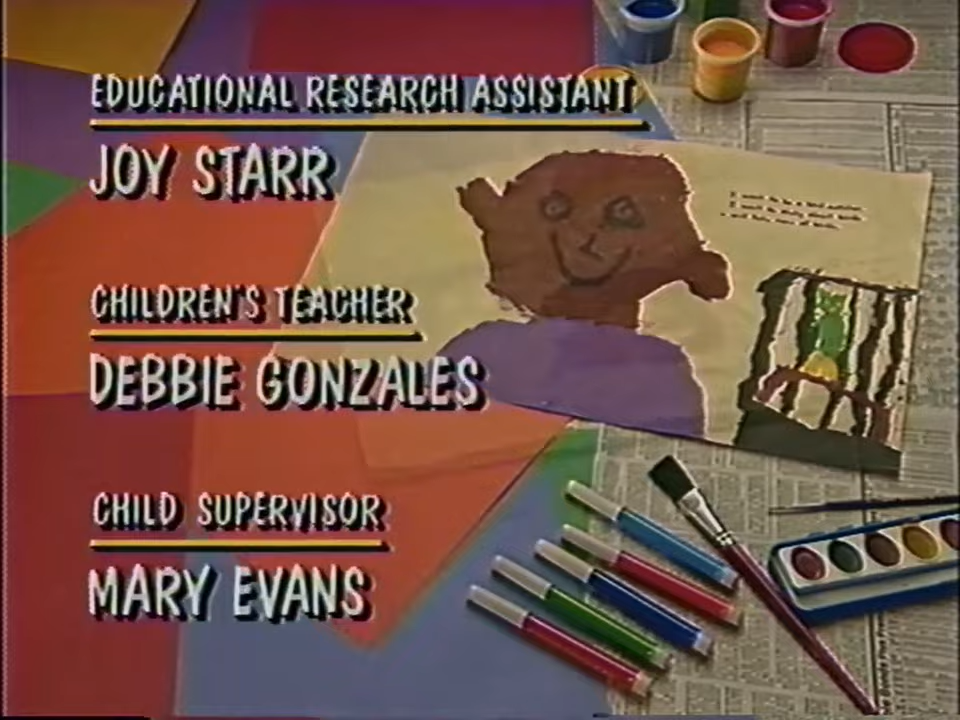 EDUCATIONAL RESEARCH ASSISTANT
JOY STARR
CHILDREN'S TEACHER
DEBBIE GONZALES
CHILD SUPERVISOR
MARY EVANS